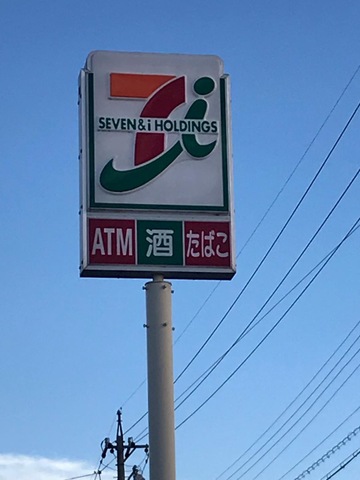 SEVEN&i HOLDINGS
ATM 酒 たばこ